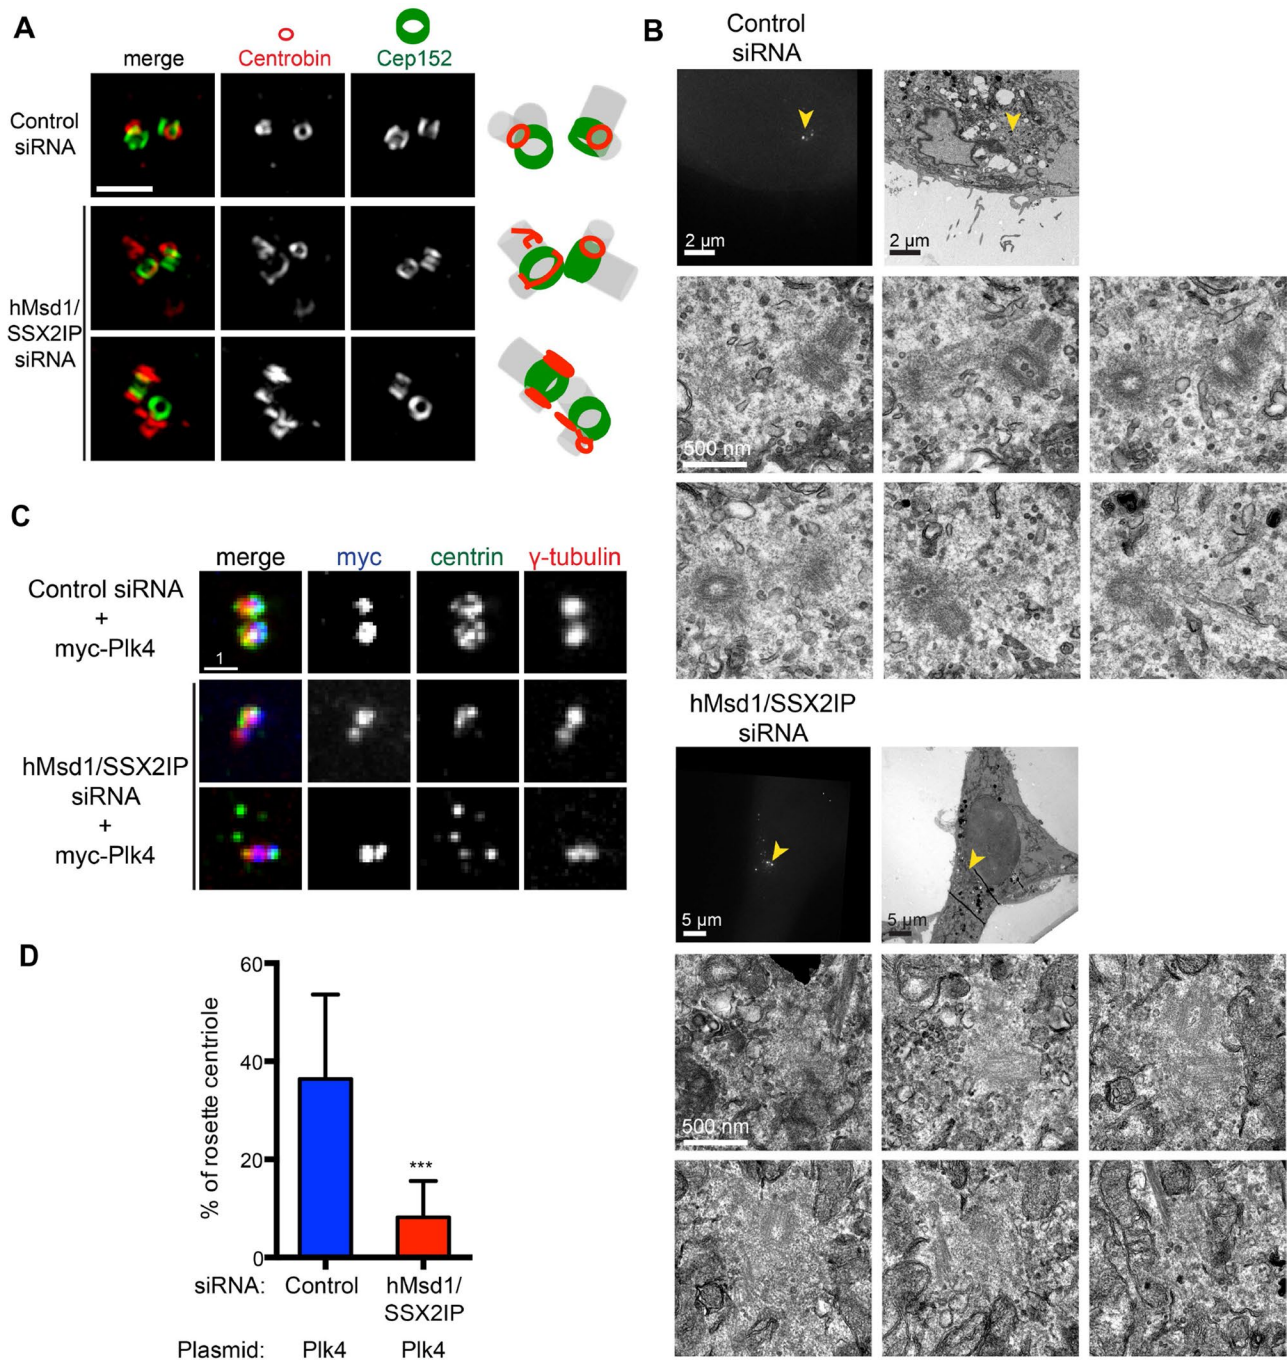 A
merge
Centrobin
Cep152
Control
siRNA
hMsd1/
SSX2IP
siRNA
B
Control
siRNA
2 μm
2 μm
500 nm
hMsd1/SSX2IP
siRNA
5 μm
5 μm
500 nm
C
merge
myc
centrin
γ-tubulin
Control siRNA
+
myc-Plk4
1
hMsd1/SSX2IP
siRNA
+
myc-Plk4
D
% of rosette centriole
60
40
20
0
***
siRNA:
Control
hMsd1/
SSX2IP
Plasmid:
Plk4
Plk4